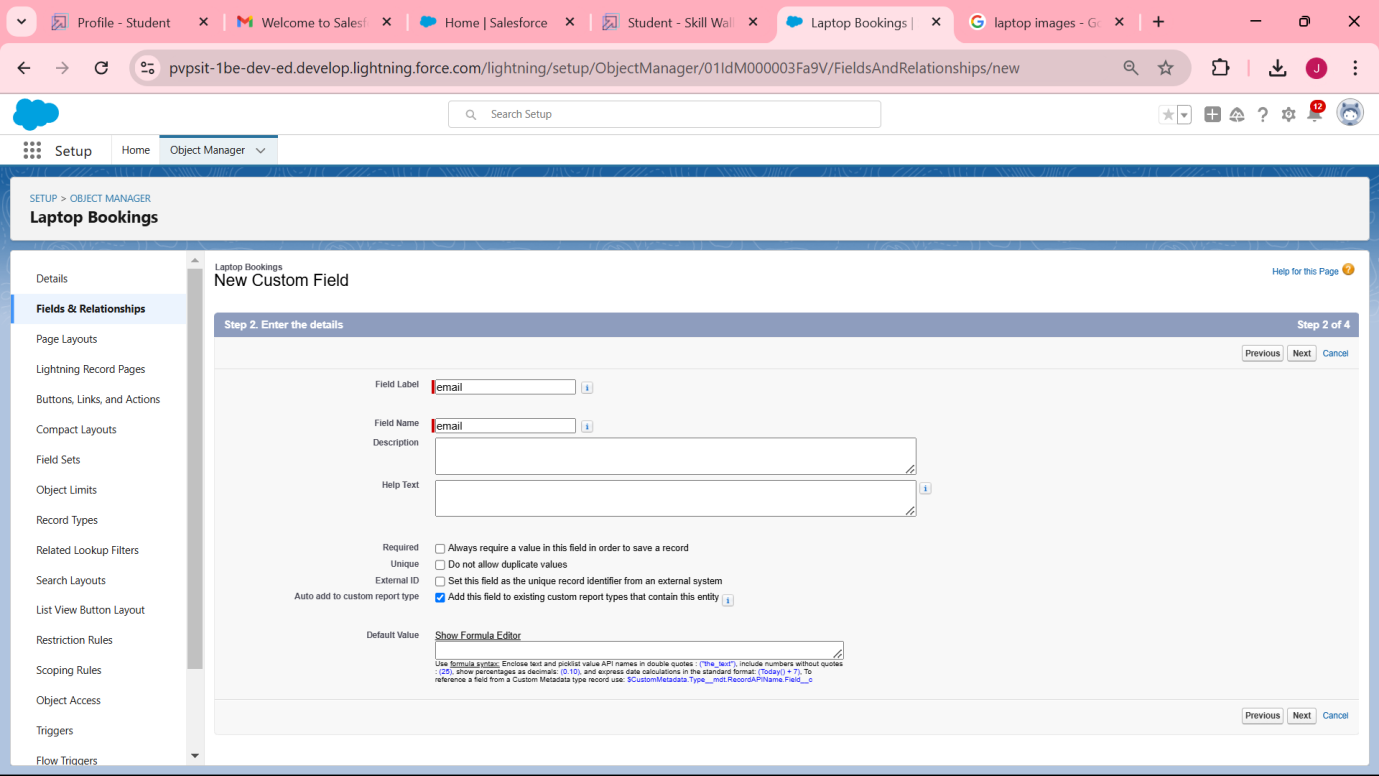 Profile - Student
Welcome to Salesf
Home | Salesforce
Student - Skill Wall
Laptop Bookings |
laptop images - Go
pvpsit-1be-dev-ed.develop.lightning.force.com/lightning/setup/ObjectManager/01IdM000003Fa9V/FieldsAndRelationships/new
J
Search Setup
12
Setup
Home
Object Manager
SETUP > OBJECT MANAGER
Laptop Bookings
Details
Fields & Relationships
Page Layouts
Lightning Record Pages
Buttons, Links, and Actions
Compact Layouts
Field Sets
Object Limits
Record Types
Related Lookup Filters
Search Layouts
List View Button Layout
Restriction Rules
Scoping Rules
Object Access
Triggers
Flow Triggers
Laptop Bookings
New Custom Field
Help for this Page
Step 2. Enter the details
Step 2 of 4
Previous Next Cancel
Field Label email
Field Name email
Description
Help Text
Required Always require a value in this field in order to save a record
Unique Do not allow duplicate values
External ID Set this field as the unique record identifier from an external system
Auto add to custom report type Add this field to existing custom report types that contain this entity
Default Value Show Formula Editor
Use formula syntax: Enclose text and picklist value API names in double quotes : ("the_text"), include numbers without quotes
: (25), show percentages as decimals: (0.10), and express date calculations in the standard format: (Today() + 7), To
reference a field from a Custom Metadata type record use: $CustomMetadata.Type__mdt.RecordAPIName.Field__c
Previous Next Cancel